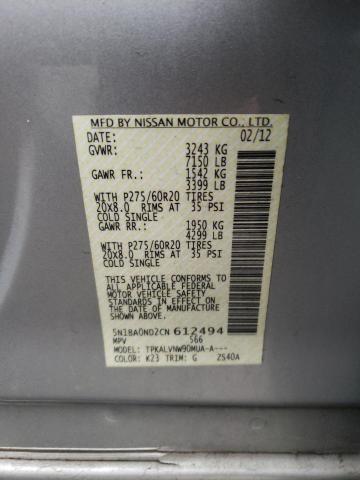 MFD BY NISSAN MOTOR CO., LTD.
DATE: 02/12
GVWR: 3243 KG
7150 LB
GAWR FR.: 1542 KG
3399 LB
WITH P275/60R20 TIRES
20X8.0 RIMS AT 35 PSI
COLD SINGLE
GAWR RR.: 1950 KG
4299 LB
WITH P275/60R20 TIRES
20X8.0 RIMS AT 35 PSI
COLD SINGLE
THIS VEHICLE CONFORMS TO
ALL APPLICABLE FEDERAL
MOTOR VEHICLE SAFETY
STANDARDS IN EFFECT ON THE
DATE OF MANUFACTURE
SHOWN ABOVE.
5N1BA0ND2CN 612494
MPV 566
MODEL: TPKALVNW90MUA-A---
COLOR: K23 TRIM: G ZS40A